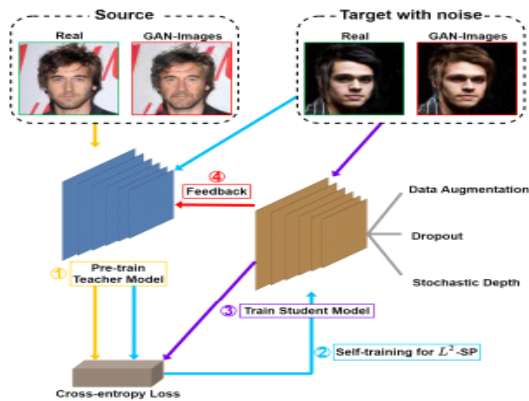 Source
Target with noise
Real
GAN-Images
Real
GAN-Images
④
Feedback
Data Augmentation
Dropout
Stochastic Depth
①
Pre-train
Teacher Model
③ Train Student Model
② Self-training for L²-SP
Cross-entropy Loss